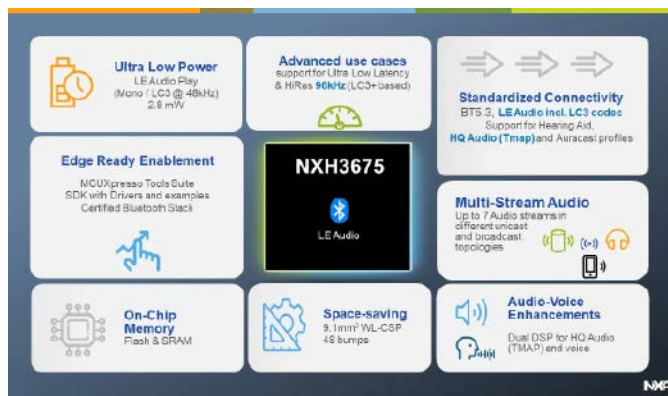 Ultra Low Power
LE Audio Play
(Mono / LC3 @ 48kHz)
2.8 mW
Advanced use cases
support for Ultra Low Latency
& HiRes 96kHz (LC3+ based)
Standardized Connectivity
BT5.3, LE Audio incl. LC3 codec
Support for Hearing Aid,
HQ Audio (Tmap) and Auracast profiles
Edge Ready Enablement
MCUXpresso Tools Suite
SDK with Drivers and examples
Certified Bluetooth Stack
NXH3675
LE Audio
Multi-Stream Audio
Up to 7 Audio streams in
different unicast
and broadcast
topologies
On-Chip
Memory
Flash & SRAM
Space-saving
9.1mm² WL-CSP
48 bumps
Audio-Voice
Enhancements
Dual DSP for HQ Audio
(TMAP) and voice
NXP